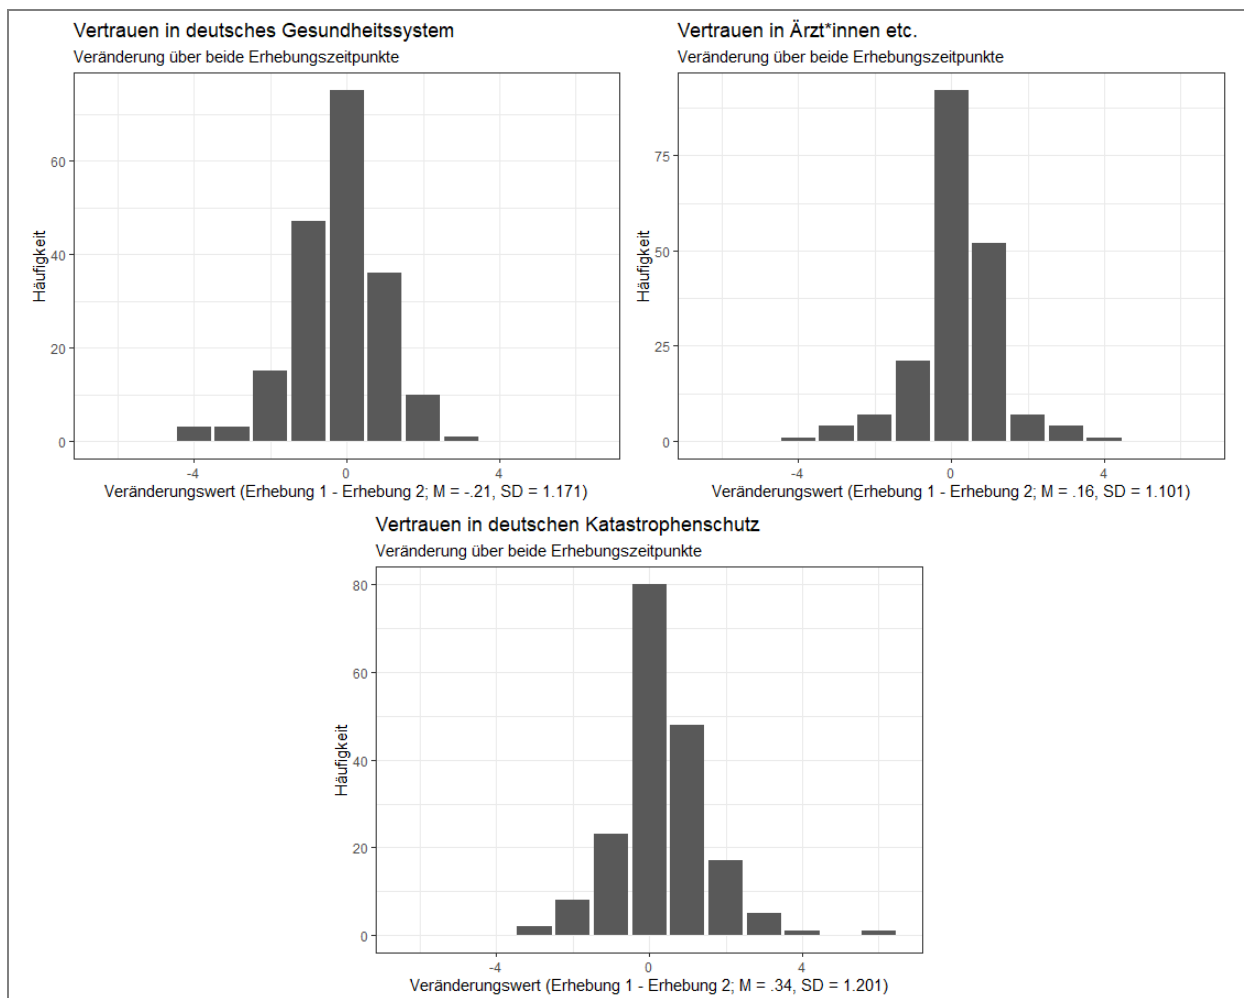 Vertrauen in deutsches Gesundheitssystem
Veränderung über beide Erhebungszeitpunkte
Häufigkeit
60
40
20
0
-4
0
4
Veränderungswert (Erhebung 1 - Erhebung 2; M = -.21, SD = 1.171)
Vertrauen in Ärzt*innen etc.
Veränderung über beide Erhebungszeitpunkte
Häufigkeit
75
50
25
0
-4
0
4
Veränderungswert (Erhebung 1 - Erhebung 2; M = .16, SD = 1.101)
Vertrauen in deutschen Katastrophenschutz
Veränderung über beide Erhebungszeitpunkte
Häufigkeit
80
60
40
20
0
-4
0
4
Veränderungswert (Erhebung 1 - Erhebung 2; M = .34, SD = 1.201)